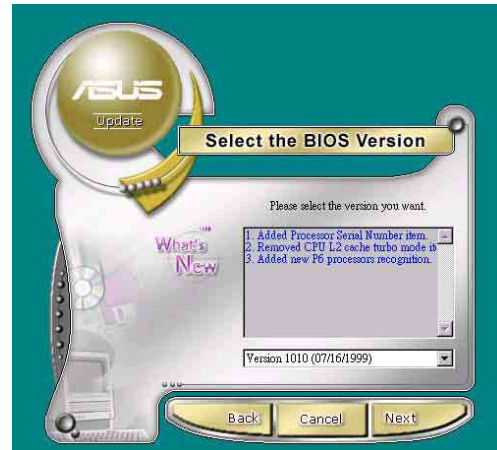 ASUS
Update
Select the BIOS Version
Please select the version you want.
What's
New
1. Added Processor Serial Number item.
2. Removed CPU L2 cache turbo mode it
3. Added new P6 processors recognition.
Version 1010 (07/16/1999)
Back Cancel Next